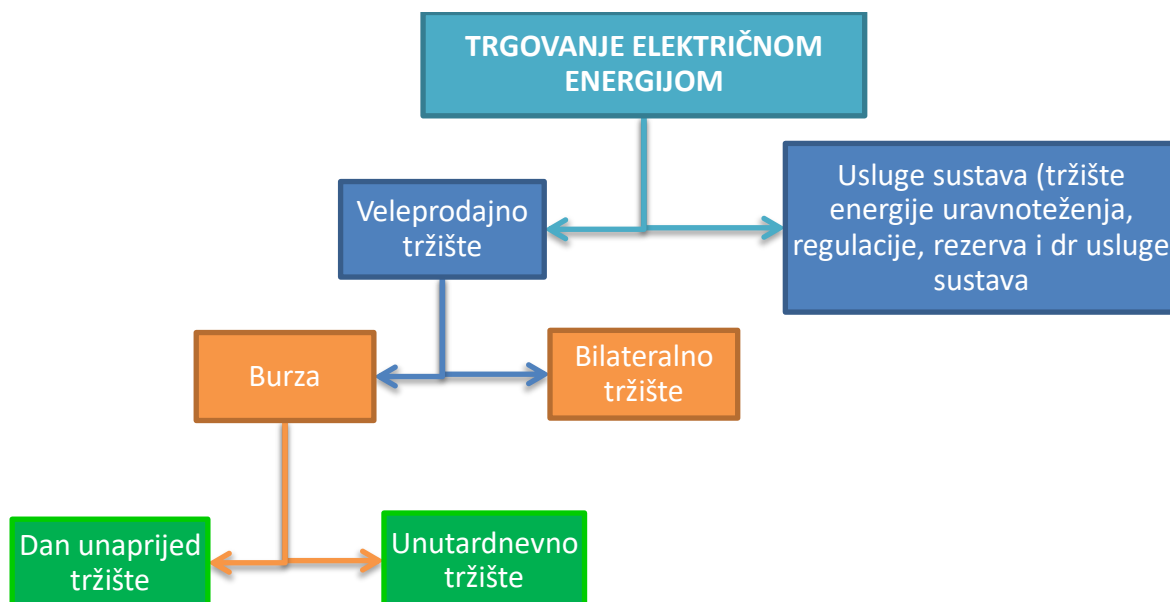 TRGOVANJE ELEKTRIČNOM
ENERGIJOM
Veleprodajno
tržište
Usluge sustava (tržište
energije uravnoteženja,
regulacije, rezerva i dr usluge
sustava
Burza
Bilateralno
tržište
Dan unaprijed
tržište
Unutardnevno
tržište